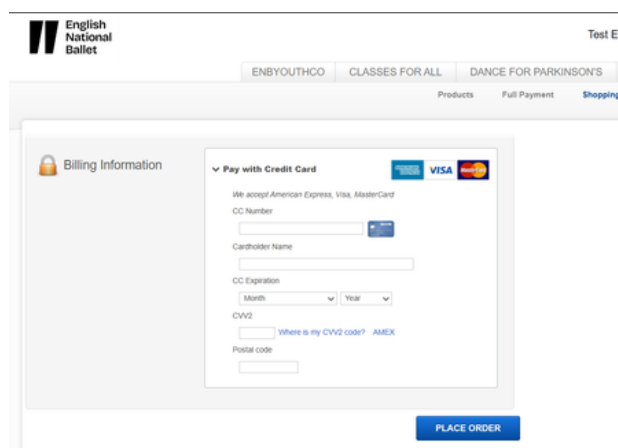 English
National
Ballet
Test E
ENBYOUTHCO
CLASSES FOR ALL
DANCE FOR PARKINSON'S
Products
Full Payment
Shopping
Billing Information
Pay with Credit Card
VISA
MasterCard
We accept American Express, Visa, MasterCard
CC Number
Cardholder Name
CC Expiration
Month
Year
CVV2
Where is my CVV2 code?
AMEX
Postal code
PLACE ORDER